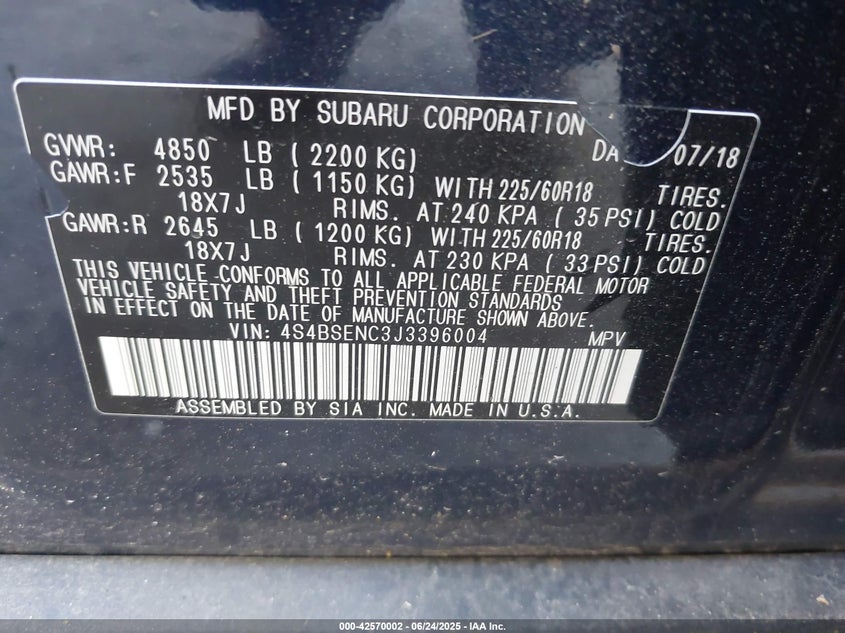 MFD BY SUBARU CORPORATION DA 07/18
GVWR: 4850 LB ( 2200 KG)
GAWR:F 2535 LB ( 1150 KG) WITH 225/60R18 TIRES.
18X7J RIMS. AT 240 KPA ( 35 PSI) COLD
GAWR:R 2645 LB ( 1200 KG) WITH 225/60R18 TIRES.
18X7J RIMS. AT 230 KPA ( 33 PSI) COLD
THIS VEHICLE CONFORMS TO ALL APPLICABLE FEDERAL MOTOR
VEHICLE SAFETY AND THEFT PREVENTION STANDARDS
IN EFFECT ON THE DATE OF MANUFACTURE SHOWN ABOVE.
VIN: 4S4BSENC3J3396004 MPV
ASSEMBLED BY SIA INC. MADE IN U.S.A.
000-42570002 - 06/24/2025 - IAA Inc.